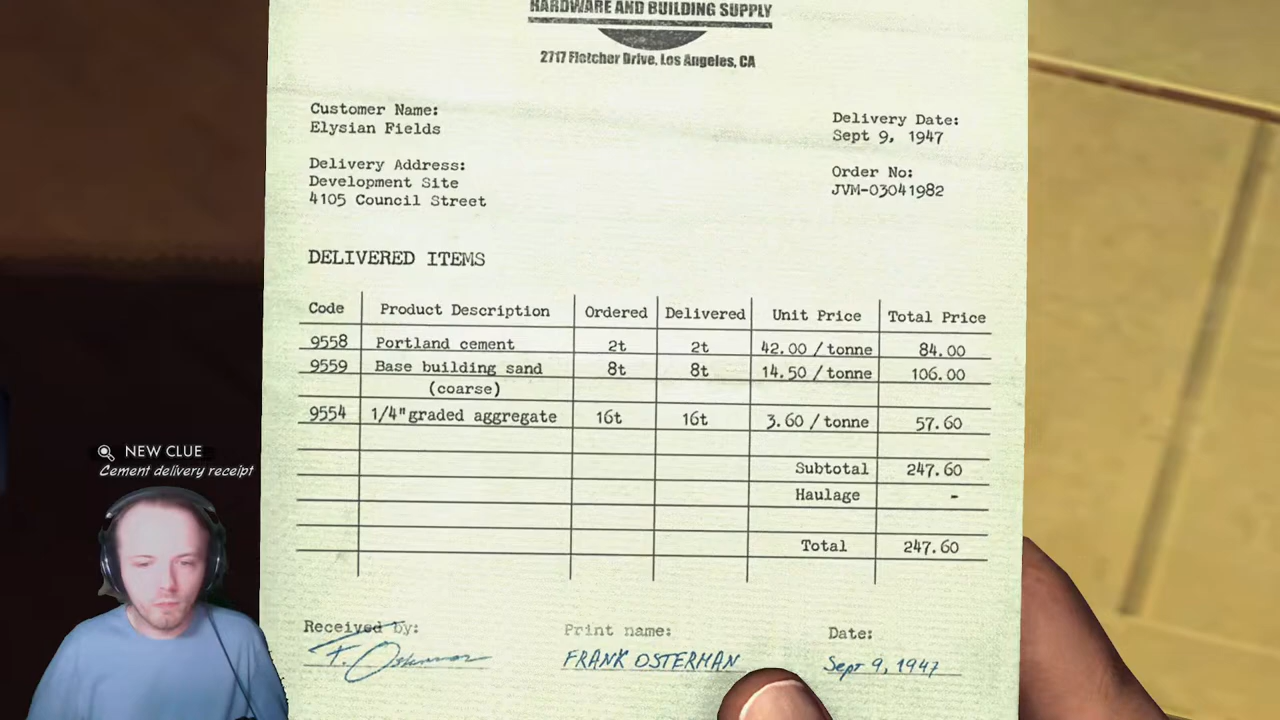 HARDWARE AND BUILDING SUPPLY
2717 Fletcher Drive, Los Angeles, CA
Customer Name:
Elysian Fields
Delivery Date:
Sept 9, 1947
Delivery Address:
Development Site
4105 Council Street
Order No:
JVM-03041982
DELIVERED ITEMS
Code Product Description Ordered Delivered Unit Price Total Price
9558 Portland cement 2t 2t 42.00 / tonne 84.00
9559 Base building sand 8t 8t 14.50 / tonne 106.00
(coarse)
9554 1/4" graded aggregate 16t 16t 3.60 / tonne 57.60
Subtotal 247.60
Haulage -
Total 247.60
Received by: Print name: Date:
F. Osterman FRANK OSTERMAN Sept 9, 1947
NEW CLUE
Cement delivery receipt